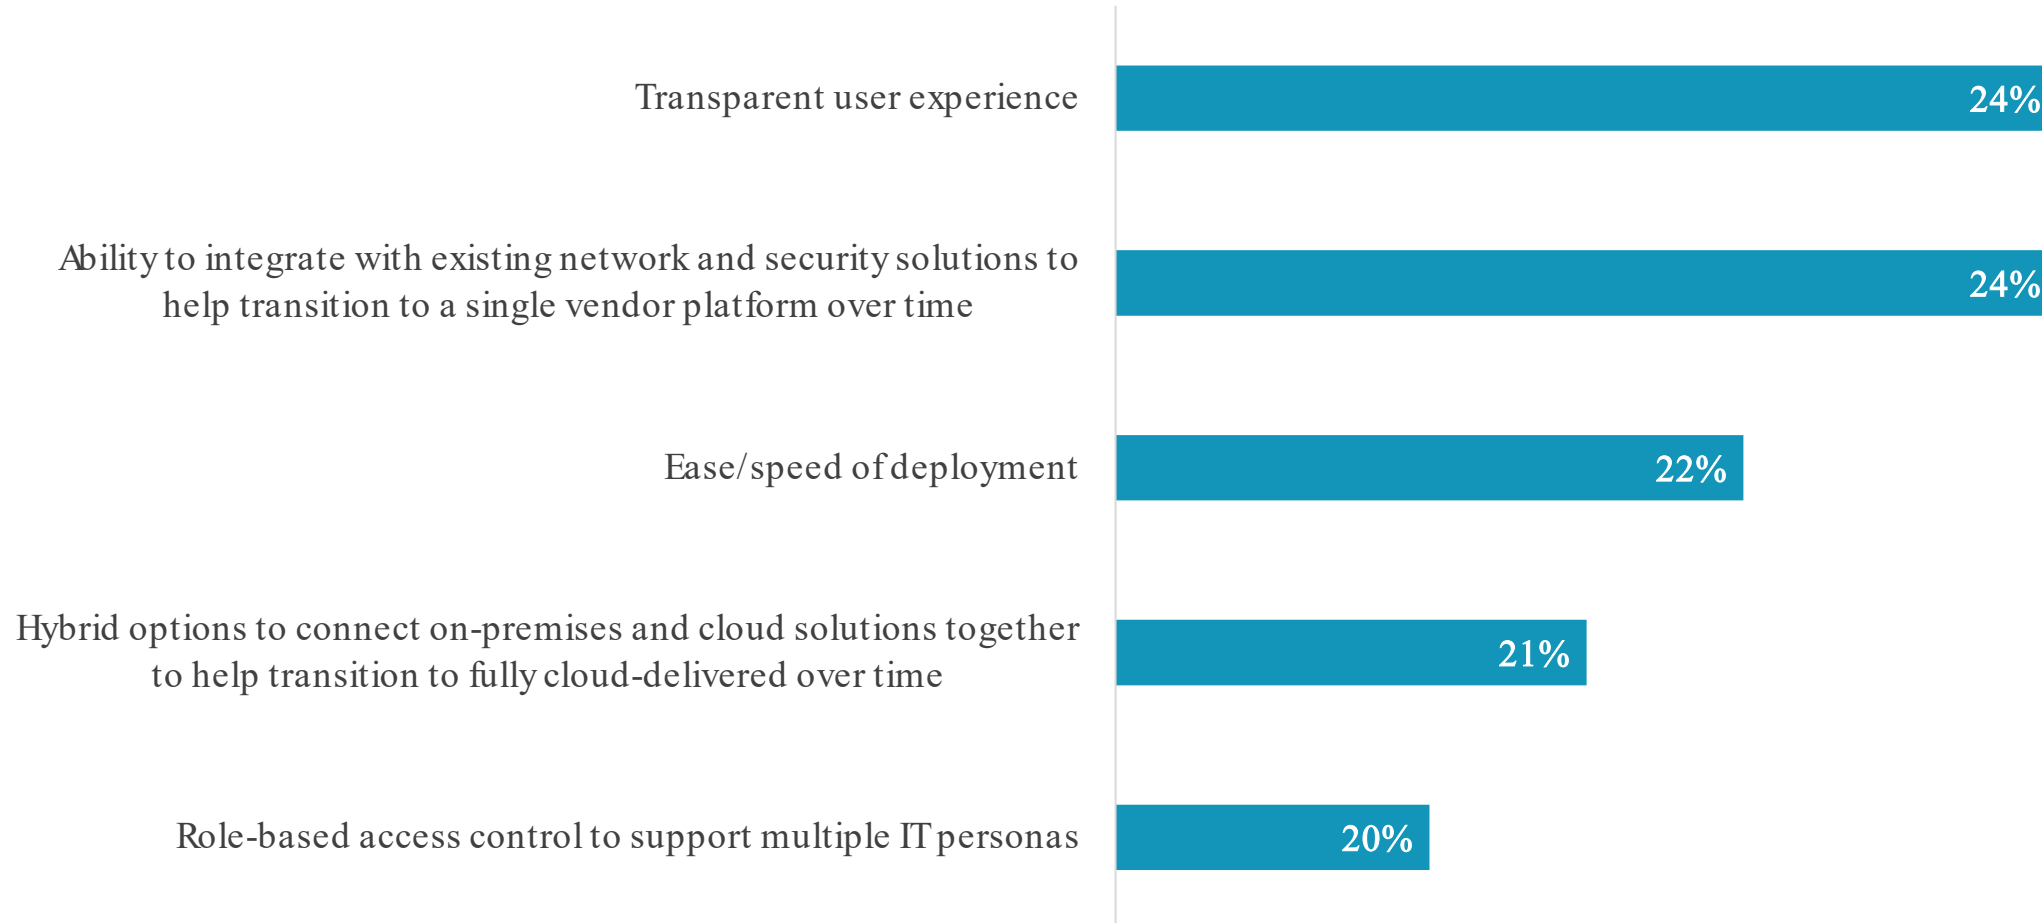 Transparent user experience
24%
Ability to integrate with existing network and security solutions to
help transition to a single vendor platform over time
24%
Ease/speed of deployment
22%
Hybrid options to connect on-premises and cloud solutions together
to help transition to fully cloud-delivered over time
21%
Role-based access control to support multiple IT personas
20%